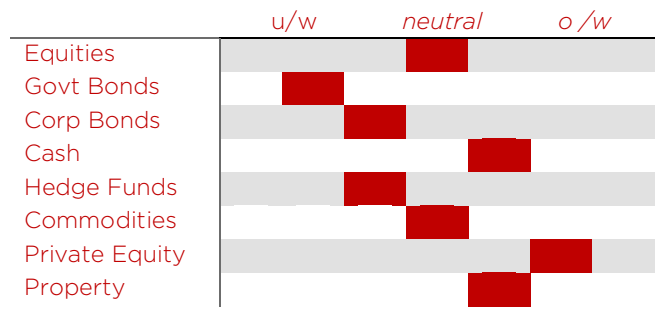 u/w neutral o/w
Equities
Govt Bonds
Corp Bonds
Cash
Hedge Funds
Commodities
Private Equity
Property